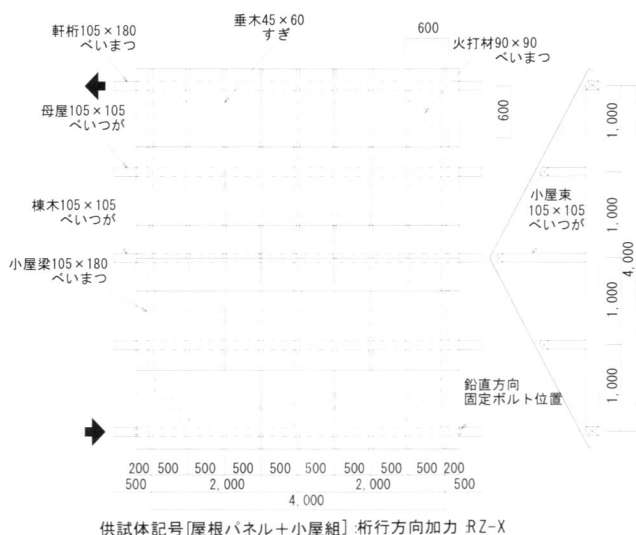 軒桁105×180
べいまつ
垂木45×60
すぎ
600
火打材90×90
べいまつ
母屋105×105
べいつが
600
1,000
棟木105×105
べいつが
小屋束
105×105
べいつが
1,000
4,000
小屋梁105×180
べいまつ
1,000
1,000
鉛直方向
固定ボルト位置
200 500 500 500 500 500 500 500 500 200
500 2,000 2,000 500
4,000
供試体記号[屋根パネル+小屋組]:桁行方向加力 RZ-X